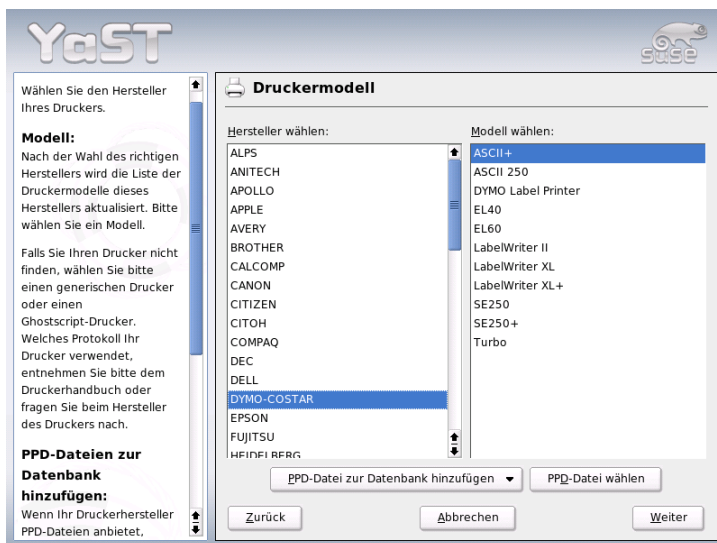 YaST
SUSE
Wählen Sie den Hersteller
Ihres Druckers.
Modell:
Nach der Wahl des richtigen
Herstellers wird die Liste der
Druckermodelle dieses
Herstellers aktualisiert. Bitte
wählen Sie ein Modell.
Falls Sie Ihren Drucker nicht
finden, wählen Sie bitte
einen generischen Drucker
oder einen
Ghostscript-Drucker.
Welches Protokoll Ihr
Drucker verwendet,
entnehmen Sie bitte dem
Druckerhandbuch oder
fragen Sie beim Hersteller
des Druckers nach.
PPD-Dateien zur
Datenbank
hinzufügen:
Wenn Ihr Druckerhersteller
PPD-Dateien anbietet,
Druckermodell
Hersteller wählen:
ALPS
ANITECH
APOLLO
APPLE
AVERY
BROTHER
CALCOMP
CANON
CITIZEN
CITOH
COMPAQ
DEC
DELL
DYMO-COSTAR
EPSON
FUJITSU
HEIDELBERG
Modell wählen:
ASCII+
ASCII 250
DYMO Label Printer
EL40
EL60
LabelWriter II
LabelWriter XL
LabelWriter XL+
SE250
SE250+
Turbo
PPD-Datei zur Datenbank hinzufügen
PPD-Datei wählen
Zurück
Abbrechen
Weiter